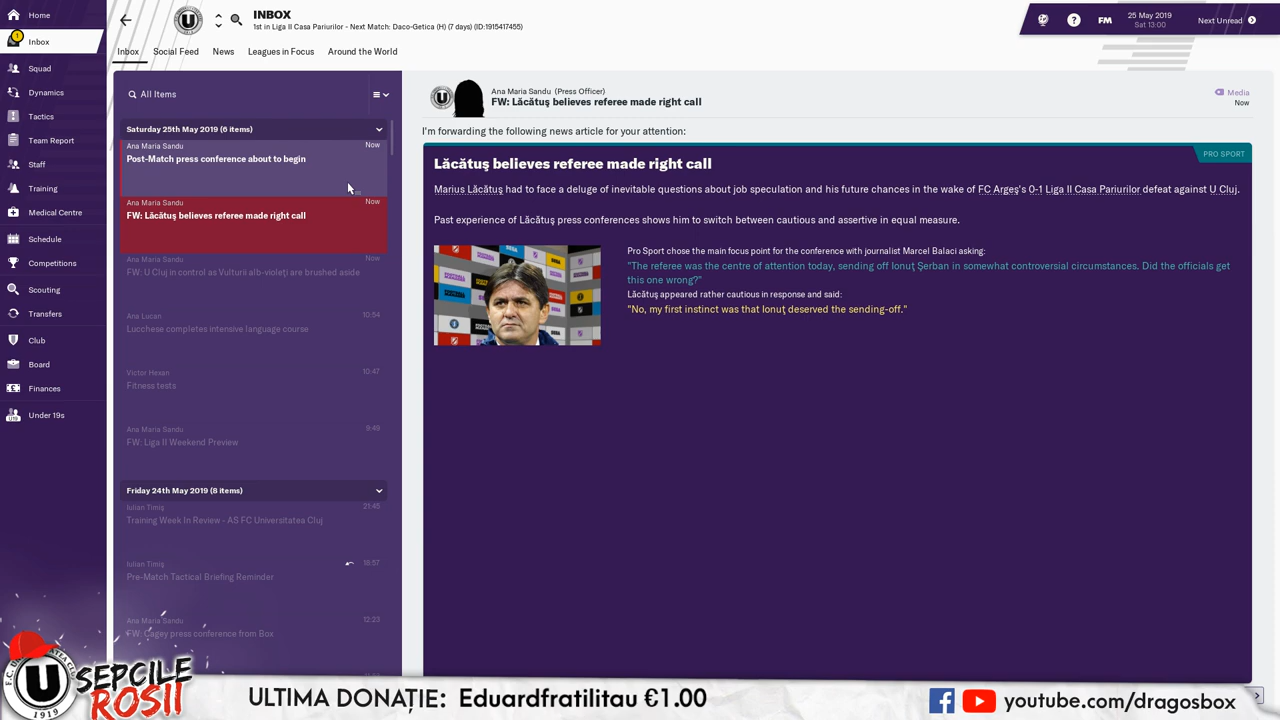 Home
Inbox
Squad
Dynamics
Tactics
Team Report
Staff
Training
Medical Centre
Schedule
Competitions
Scouting
Transfers
Club
Board
Finances
Under 19s
1
INBOX
1st in Liga II Casa Pariurilor - Next Match: Daco-Getica (H) (7 days) (ID:1915417455)
FM
25 May 2019
Sat 13:00
Next Unread
Inbox
Social Feed
News
Leagues in Focus
Around the World
All Items
Saturday 25th May 2019 (6 items)
Ana Maria Sandu Now
Post-Match press conference about to begin
Ana Maria Sandu Now
FW: Lăcătuş believes referee made right call
Ana Maria Sandu Now
FW: U Cluj in control as Vulturii alb-violeţi are brushed aside
Ana Lucan 10:54
Lucchese completes intensive language course
Victor Hexan 10:47
Fitness tests
Ana Maria Sandu 9:49
FW: Liga II Weekend Preview
Friday 24th May 2019 (8 items)
Iulian Timiş 21:45
Training Week In Review - AS FC Universitatea Cluj
Iulian Timiş 18:57
Pre-Match Tactical Briefing Reminder
Ana Maria Sandu 12:23
FW: Cagey press conference from Box
Ana Maria Sandu (Press Officer)
FW: Lăcătuş believes referee made right call
Media
Now
I'm forwarding the following news article for your attention:
PRO SPORT
Lăcătuş believes referee made right call
Marius Lăcătuş had to face a deluge of inevitable questions about job speculation and his future chances in the wake of FC Argeş's 0-1 Liga II Casa Pariurilor defeat against U Cluj.
Past experience of Lăcătuş press conferences shows him to switch between cautious and assertive in equal measure.
Pro Sport chose the main focus point for the conference with journalist Marcel Balaci asking:
"The referee was the centre of attention today, sending off Ionuţ Şerban in somewhat controversial circumstances. Did the officials get
this one wrong?"
Lăcătuş appeared rather cautious in response and said:
"No, my first instinct was that Ionuţ deserved the sending-off."
U
1919
SEPCILE
ROSII
ULTIMA DONAȚIE: Eduardfratilitau €1.00
youtube.com/dragosbox